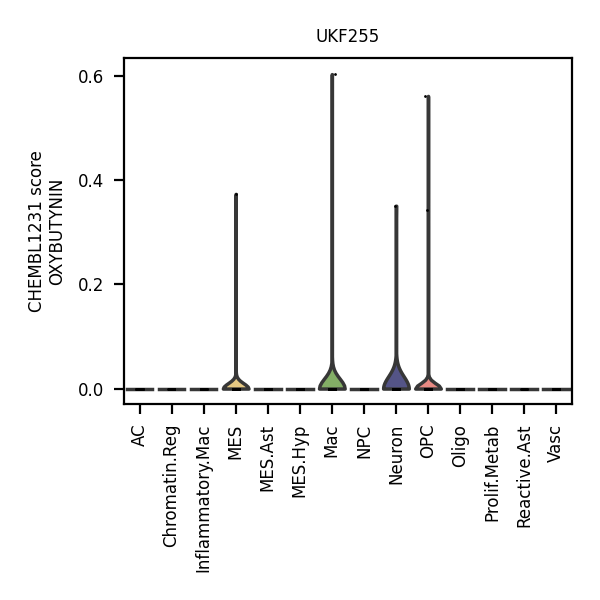 UKF255
CHEMBL1231 score
OXYBUTYNIN
0.6
0.4
0.2
0.0
AC
Chromatin.Reg
Inflammatory.Mac
MES
MES.Ast
MES.Hyp
Mac
NPC
Neuron
OPC
Oligo
Prolif.Metab
Reactive.Ast
Vasc